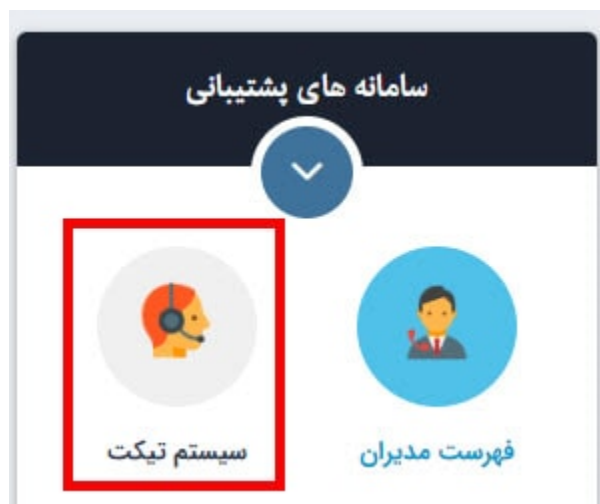 سامانه های پشتیبانی
فهرست مدیران
سیستم تیکت